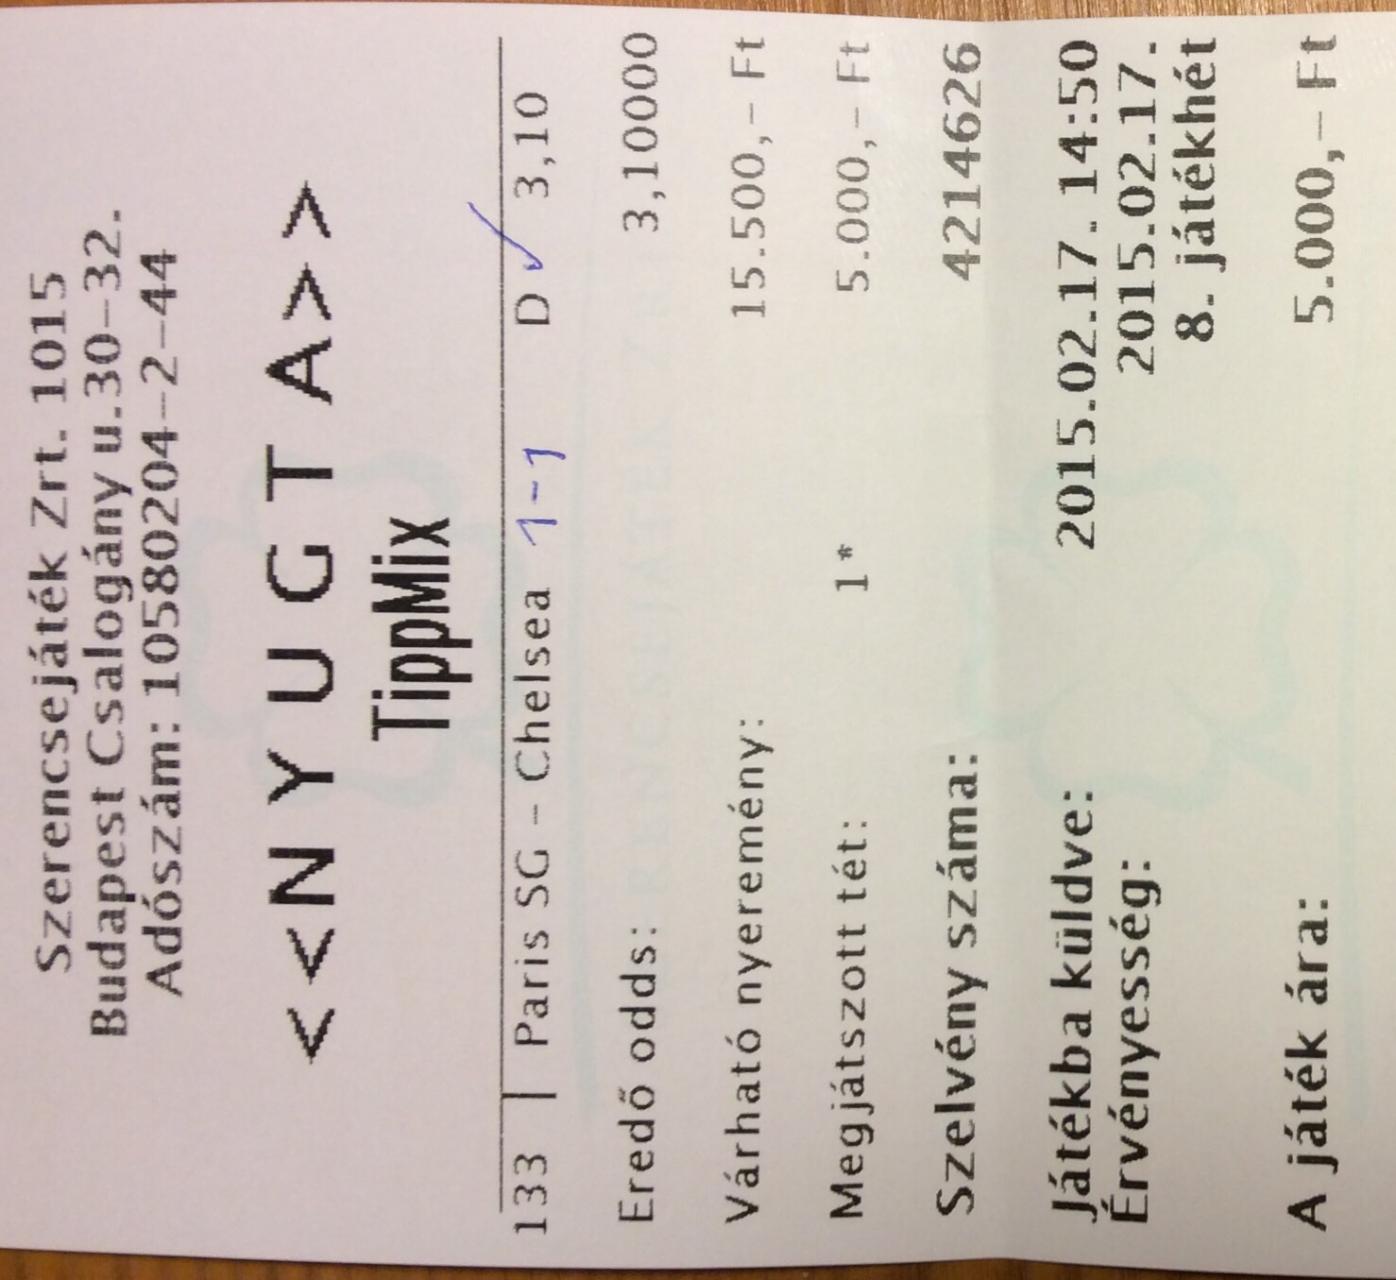 Szerencsejáték Zrt. 1015
Budapest Csalogány u.30-32.
Adószám: 10580204-2-44
<<NYUGTA>>
TippMix
133 | Paris SG - Chelsea 1-1 D ✓ 3,10
Eredő odds: 3,10000
Várható nyeremény: 15.500,- Ft
Megjátszott tét: 1* 5.000,- Ft
Szelvény száma: 4214626
Játékba küldve: 2015.02.17. 14:50
Érvényesség: 2015.02.17.
8. játékhét
A játék ára: 5.000,- Ft